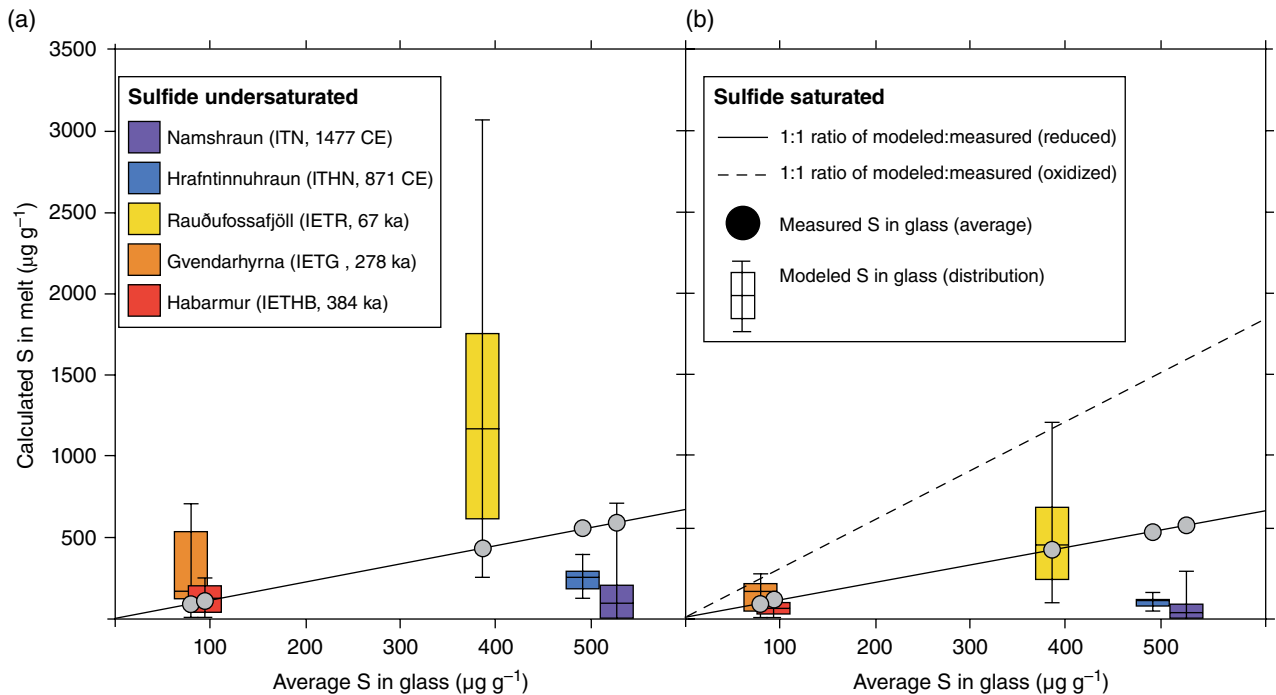 (a)
(b)
3500
3000
2500
2000
1500
1000
500
Calculated S in melt (µg g⁻¹)
Sulfide undersaturated
Namshraun (ITN, 1477 CE)
Hrafntinnuhraun (ITHN, 871 CE)
Rauðufossafjöll (IETR, 67 ka)
Gvendarhyrna (IETG , 278 ka)
Habarmur (IETHB, 384 ka)
100 200 300 400 500
Average S in glass (µg g⁻¹)
Sulfide saturated
1:1 ratio of modeled:measured (reduced)
1:1 ratio of modeled:measured (oxidized)
Measured S in glass (average)
Modeled S in glass (distribution)
100 200 300 400 500
Average S in glass (µg g⁻¹)